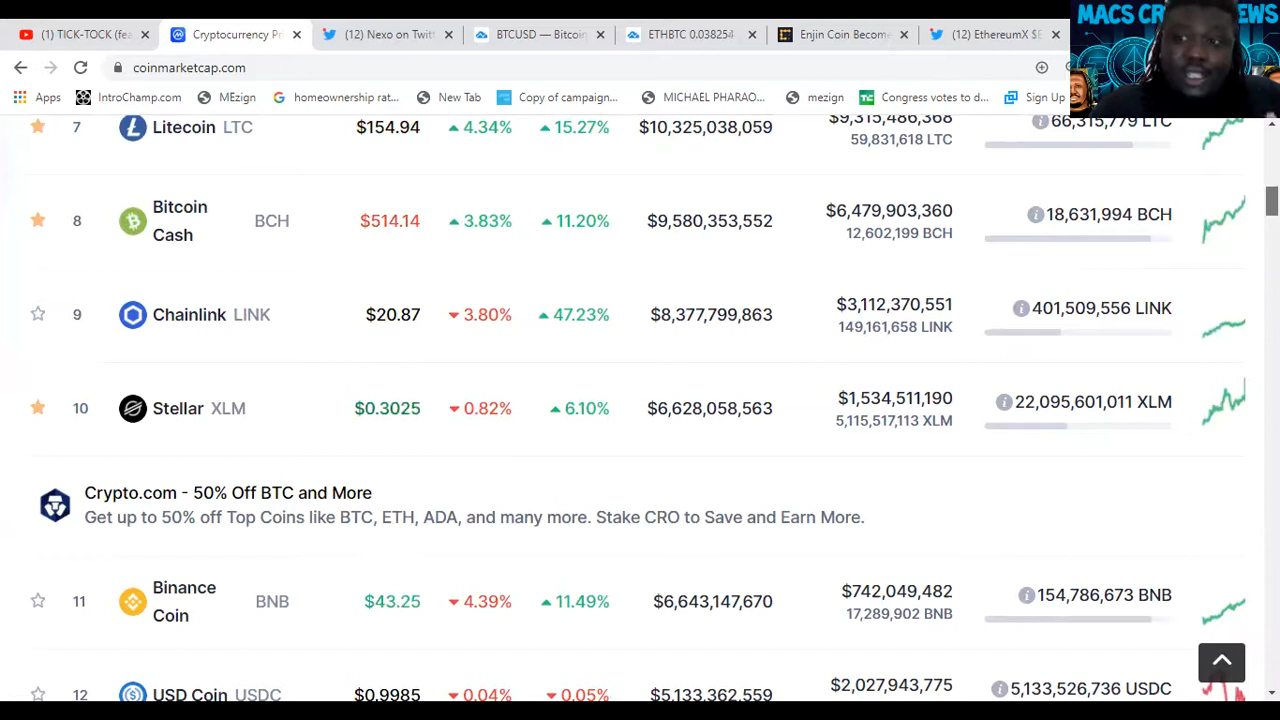 (1) TICK-TOCK (fea
Cryptocurrency Pr
(12) Nexo on Twitt
BTCUSD — Bitcoin
ETHBTC 0.038254
Enjin Coin Become
(12) EthereumX $E
MACS CR EWS
coinmarketcap.com
Apps
IntroChamp.com
MEzign
homeownership rat...
New Tab
Copy of campaign...
MICHAEL PHARAO...
mezign
Congress votes to d...
Sign Up
7 Litecoin LTC $154.94 4.34% 15.27% $10,325,038,059 $9,315,486,368 66,315,779 LTC
59,831,618 LTC
8 Bitcoin Cash BCH $514.14 3.83% 11.20% $9,580,353,552 $6,479,903,360 18,631,994 BCH
12,602,199 BCH
9 Chainlink LINK $20.87 3.80% 47.23% $8,377,799,863 $3,112,370,551 401,509,556 LINK
149,161,658 LINK
10 Stellar XLM $0.3025 0.82% 6.10% $6,628,058,563 $1,534,511,190 22,095,601,011 XLM
5,115,517,113 XLM
Crypto.com - 50% Off BTC and More
Get up to 50% off Top Coins like BTC, ETH, ADA, and many more. Stake CRO to Save and Earn More.
11 Binance Coin BNB $43.25 4.39% 11.49% $6,643,147,670 $742,049,482 154,786,673 BNB
17,289,902 BNB
12 USD Coin USDC $0.9985 0.04% 0.05% $5,133,362,559 $2,027,943,775 5,133,526,736 USDC